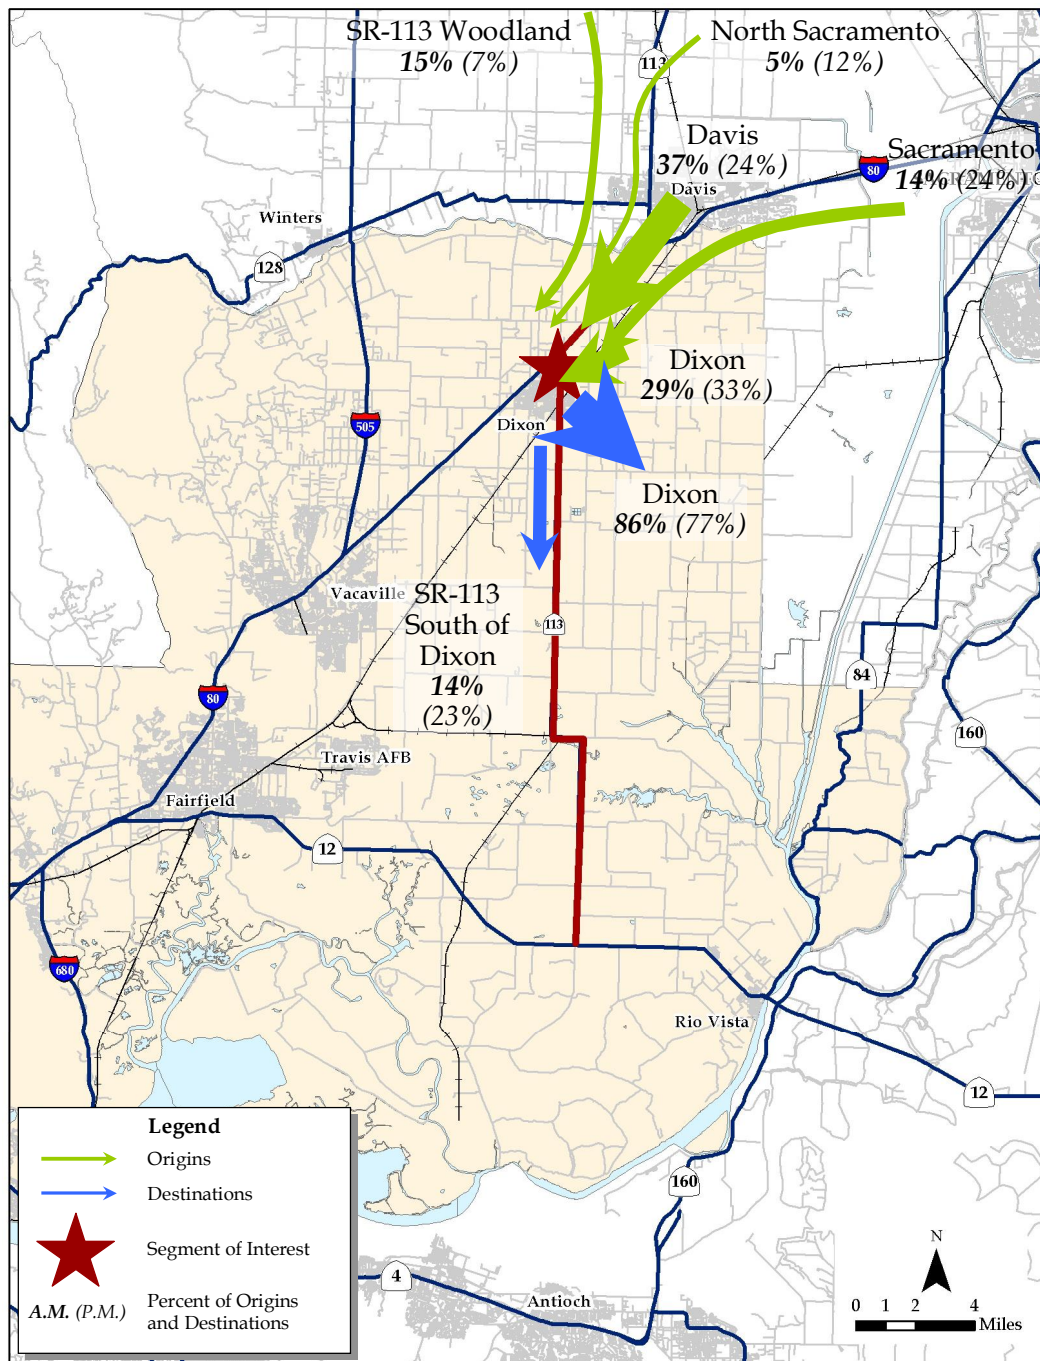 SR-113 Woodland
15% (7%)
North Sacramento
5% (12%)
113
Davis
37% (24%)
Davis
80
Sacramento
14% (24%)
Winters
128
505
Dixon
29% (33%)
Dixon
Dixon
86% (77%)
Vacaville
SR-113
South of
Dixon
14%
(23%)
113
84
160
80
Travis AFB
Fairfield
12
680
Rio Vista
12
160
4
Antioch
Legend
Origins
Destinations
Segment of Interest
A.M. (P.M.)
Percent of Origins
and Destinations
N
0 1 2 4
Miles